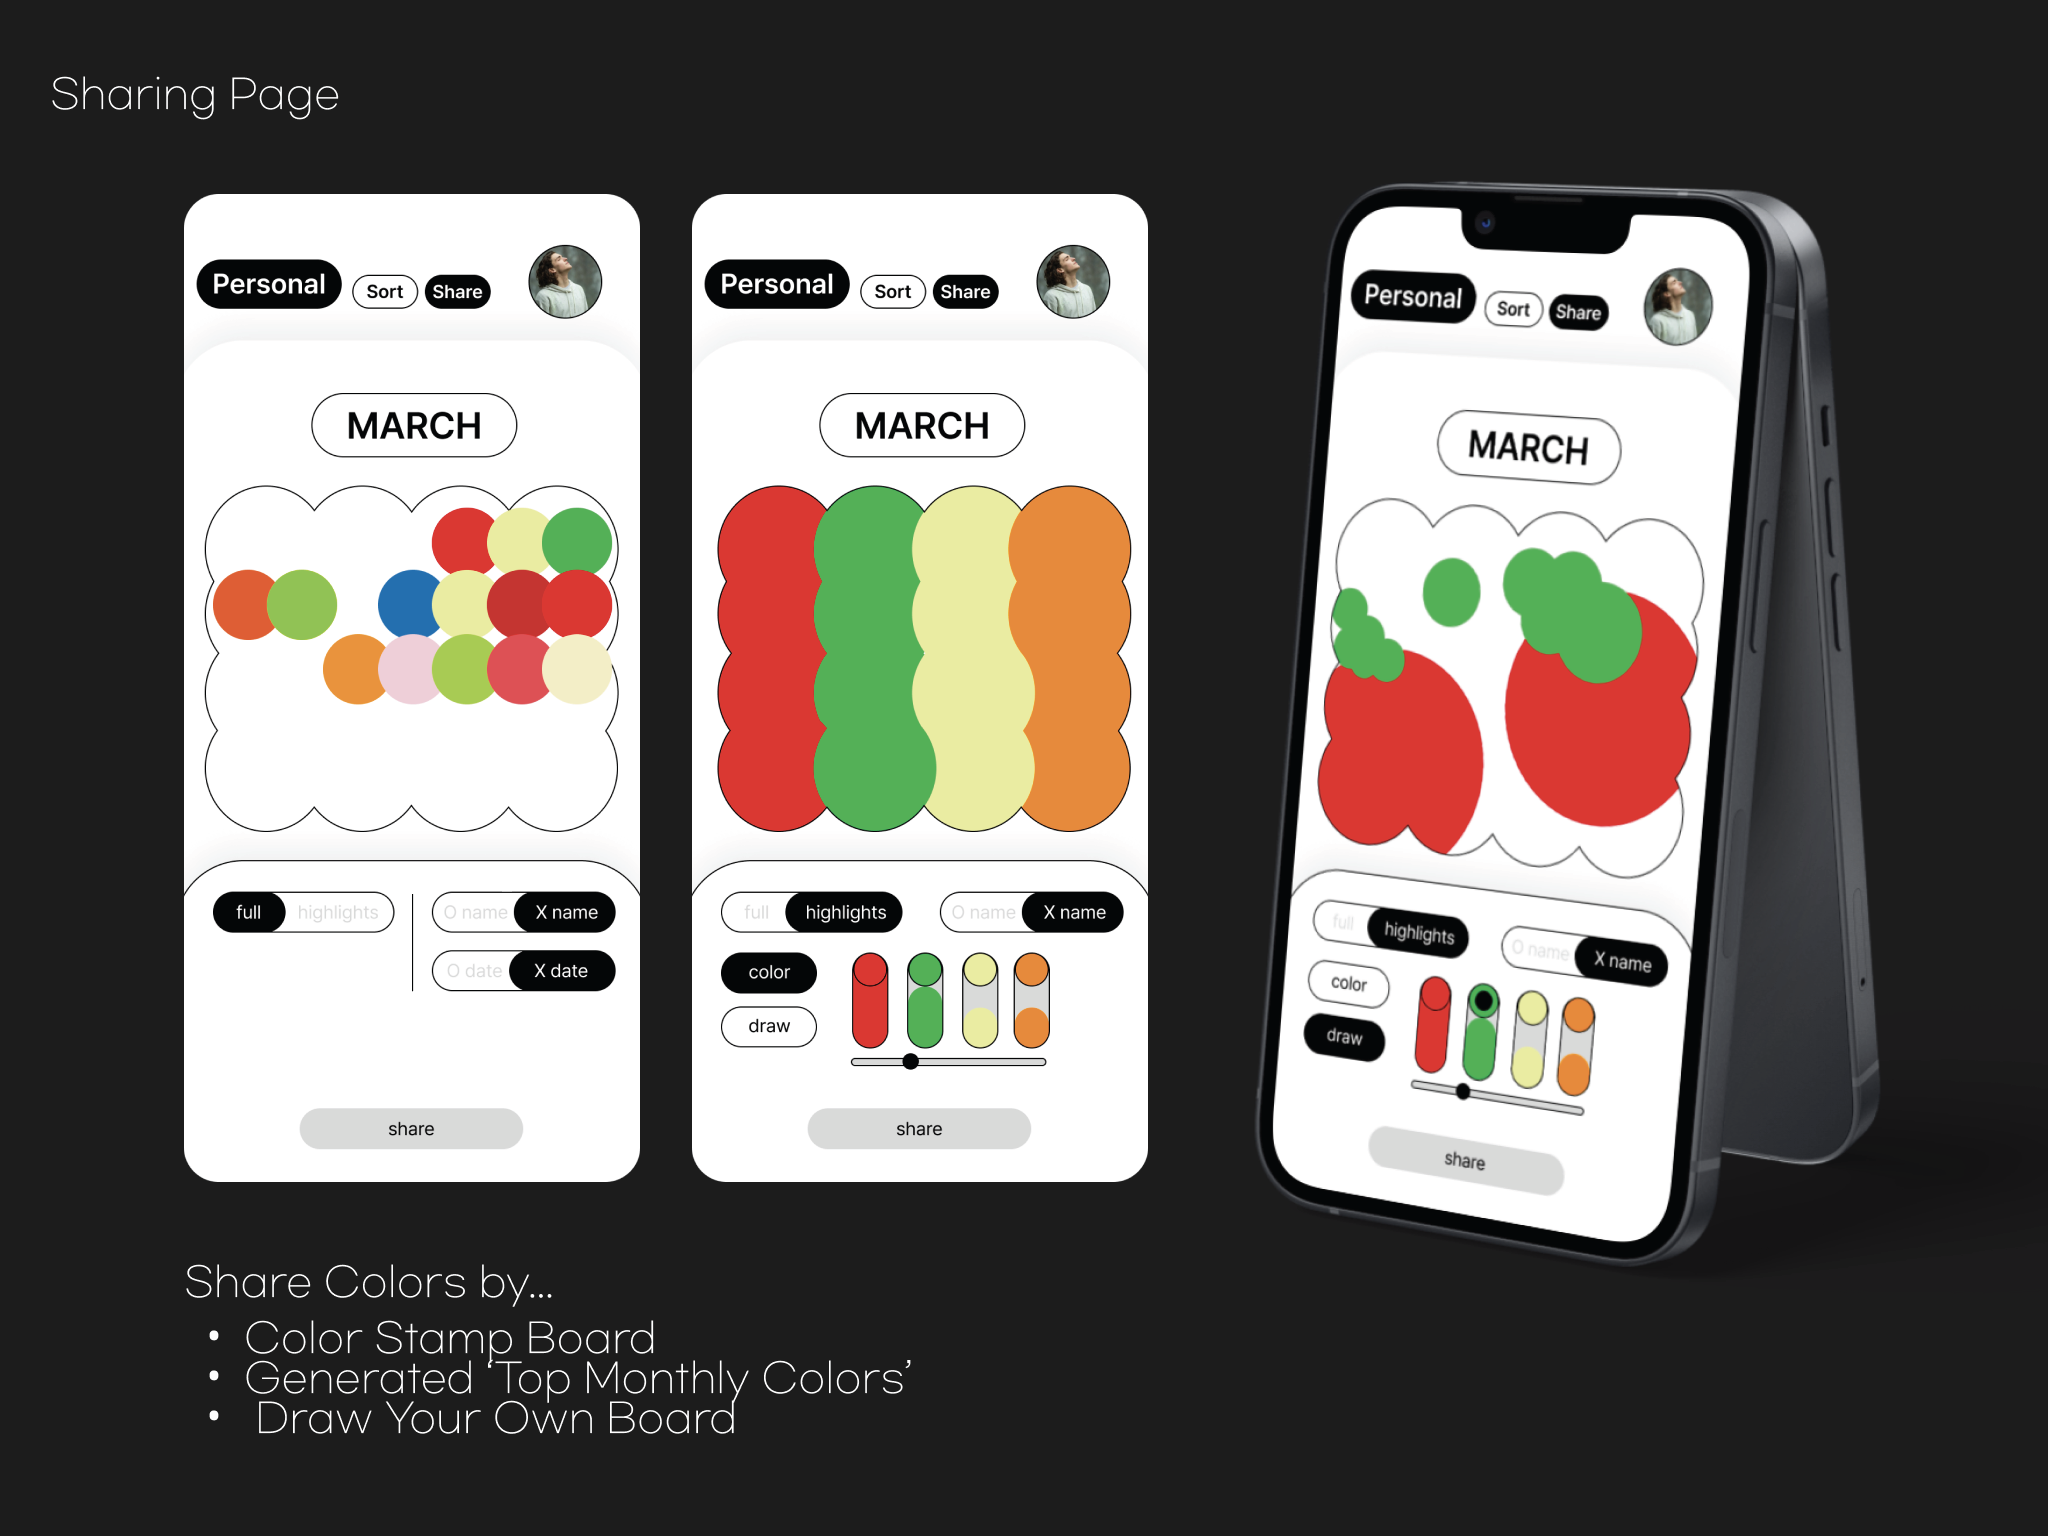 Sharing Page
Personal Sort Share
MARCH
full highlights O name X name
O date X date
share
Personal Sort Share
MARCH
full highlights O name X name
color
draw
share
Personal Sort Share
MARCH
full highlights O name X name
color
draw
share
Share Colors by...
• Color Stamp Board
• Generated ‘Top Monthly Colors’
• Draw Your Own Board